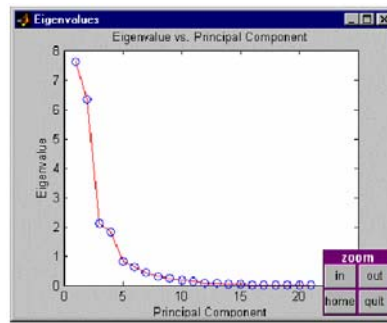 Eigenvalues
Eigenvalue vs. Principal Component
8
7
6
5
4
3
2
1
0
Eigenvalue
0 5 10 15 20
Principal Component
zoom
in out
home quit